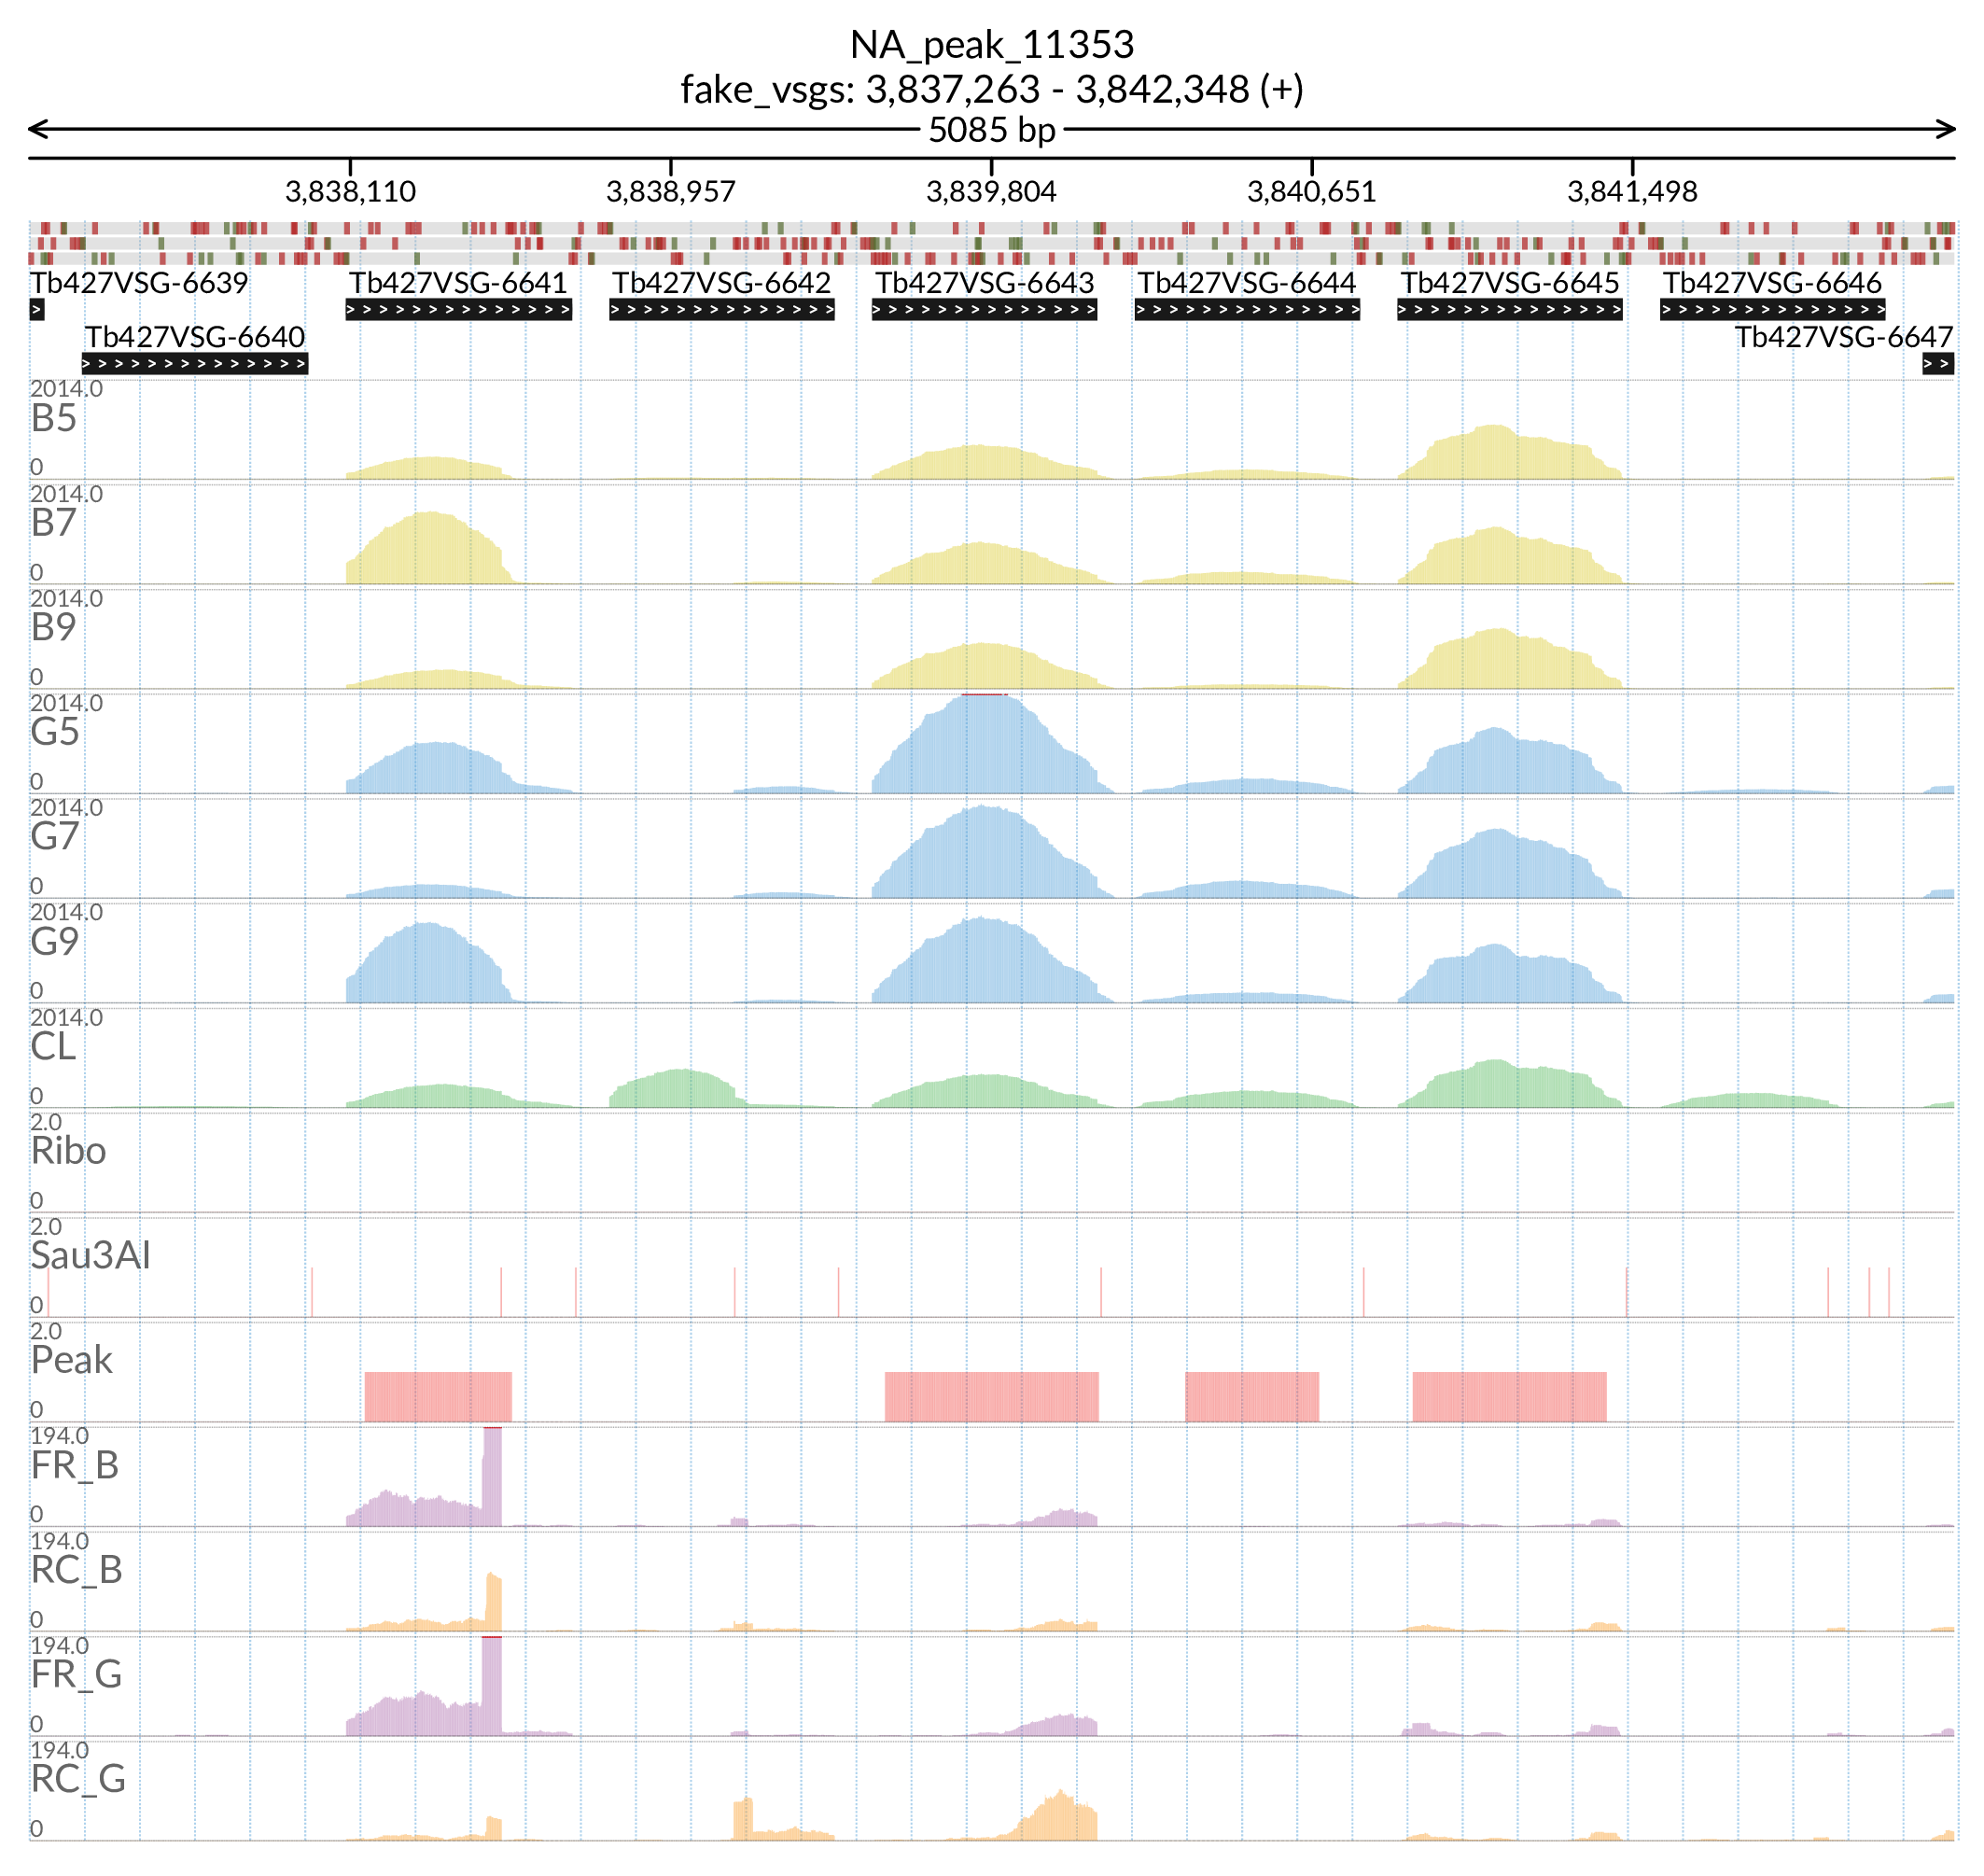 NA_peak_11353
fake_vsgs: 3,837,263 - 3,842,348 (+)
5085 bp
3,838,110 3,838,957 3,839,804 3,840,651 3,841,498
Tb427VSG-6639 Tb427VSG-6641 Tb427VSG-6642 Tb427VSG-6643 Tb427VSG-6644 Tb427VSG-6645 Tb427VSG-6646
Tb427VSG-6640 Tb427VSG-6647
2014.0
B5
0
2014.0
B7
0
2014.0
B9
0
2014.0
G5
0
2014.0
G7
0
2014.0
G9
0
2014.0
CL
0
2.0
Ribo
0
2.0
Sau3AI
0
2.0
Peak
0
194.0
FR_B
0
194.0
RC_B
0
194.0
FR_G
0
194.0
RC_G
0